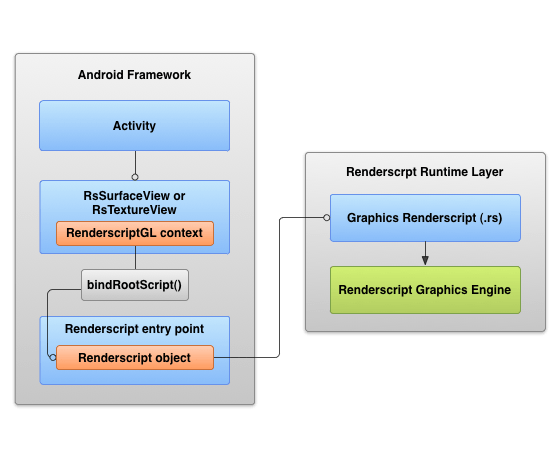 Android Framework
Activity
RsSurfaceView or
RsTextureView
RenderscriptGL context
bindRootScript()
Renderscript entry point
Renderscript object
Renderscrpt Runtime Layer
Graphics Renderscript (.rs)
Renderscript Graphics Engine